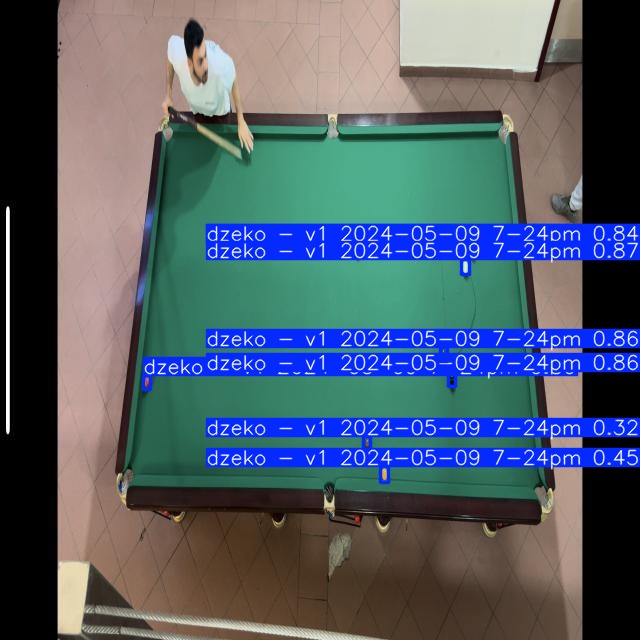 dzeko - v1 2024-05-09 7-24pm 0.84
dzeko - v1 2024-05-09 7-24pm 0.87
dzeko - v1 2024-05-09 7-24pm 0.86
dzeko
dzeko - v1 2024-05-09 7-24pm 0.86
dzeko - v1 2024-05-09 7-24pm 0.32
dzeko - v1 2024-05-09 7-24pm 0.45